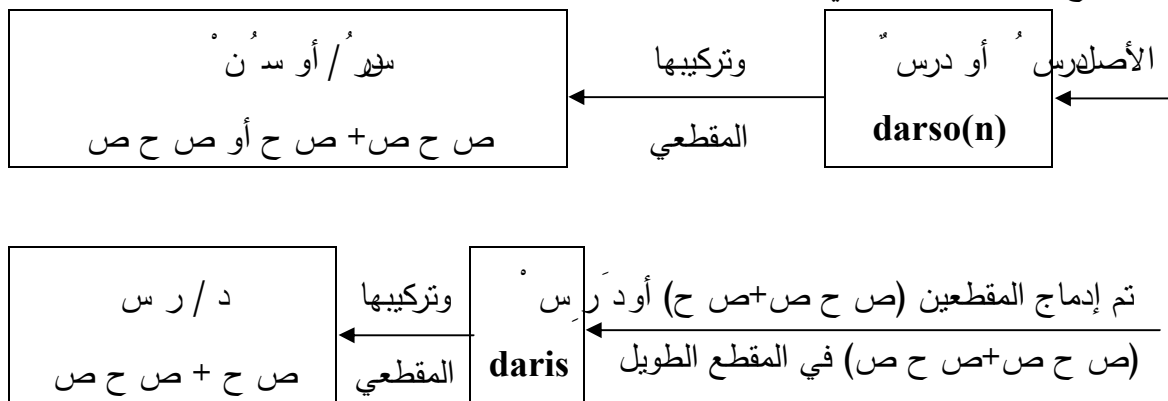 الأصل درسُ أو درسٌ
darso(n)
وتركيبها
المقطعي
أو سُنْ
ص ح ص+ ص ح أو ص ح ص
تم إدماج المقطعين (ص ح ص+ص ح) أو
(ص ح ص+ص ح ص) في المقطع الطويل
دَرِسْ
daris
وتركيبها
المقطعي
د / ر س
ص ح + ص ح ص